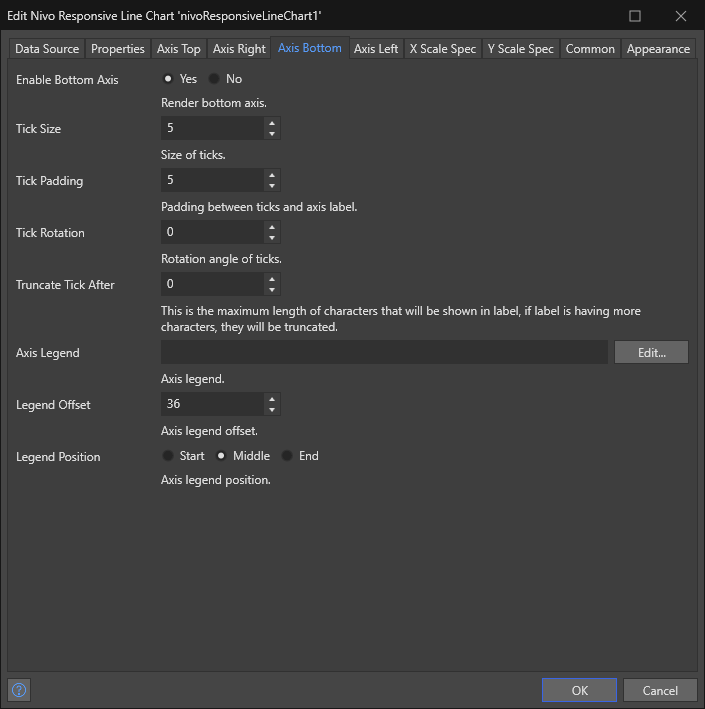 Edit Nivo Responsive Line Chart 'nivoResponsiveLineChart1'
Data Source Properties Axis Top Axis Right Axis Bottom Axis Left X Scale Spec Y Scale Spec Common Appearance
Enable Bottom Axis Yes No
Render bottom axis.
Tick Size 5
Size of ticks.
Tick Padding 5
Padding between ticks and axis label.
Tick Rotation 0
Rotation angle of ticks.
Truncate Tick After 0
This is the maximum length of characters that will be shown in label, if label is having more
characters, they will be truncated.
Axis Legend Edit...
Axis legend.
Legend Offset 36
Axis legend offset.
Legend Position Start Middle End
Axis legend position.
? OK Cancel